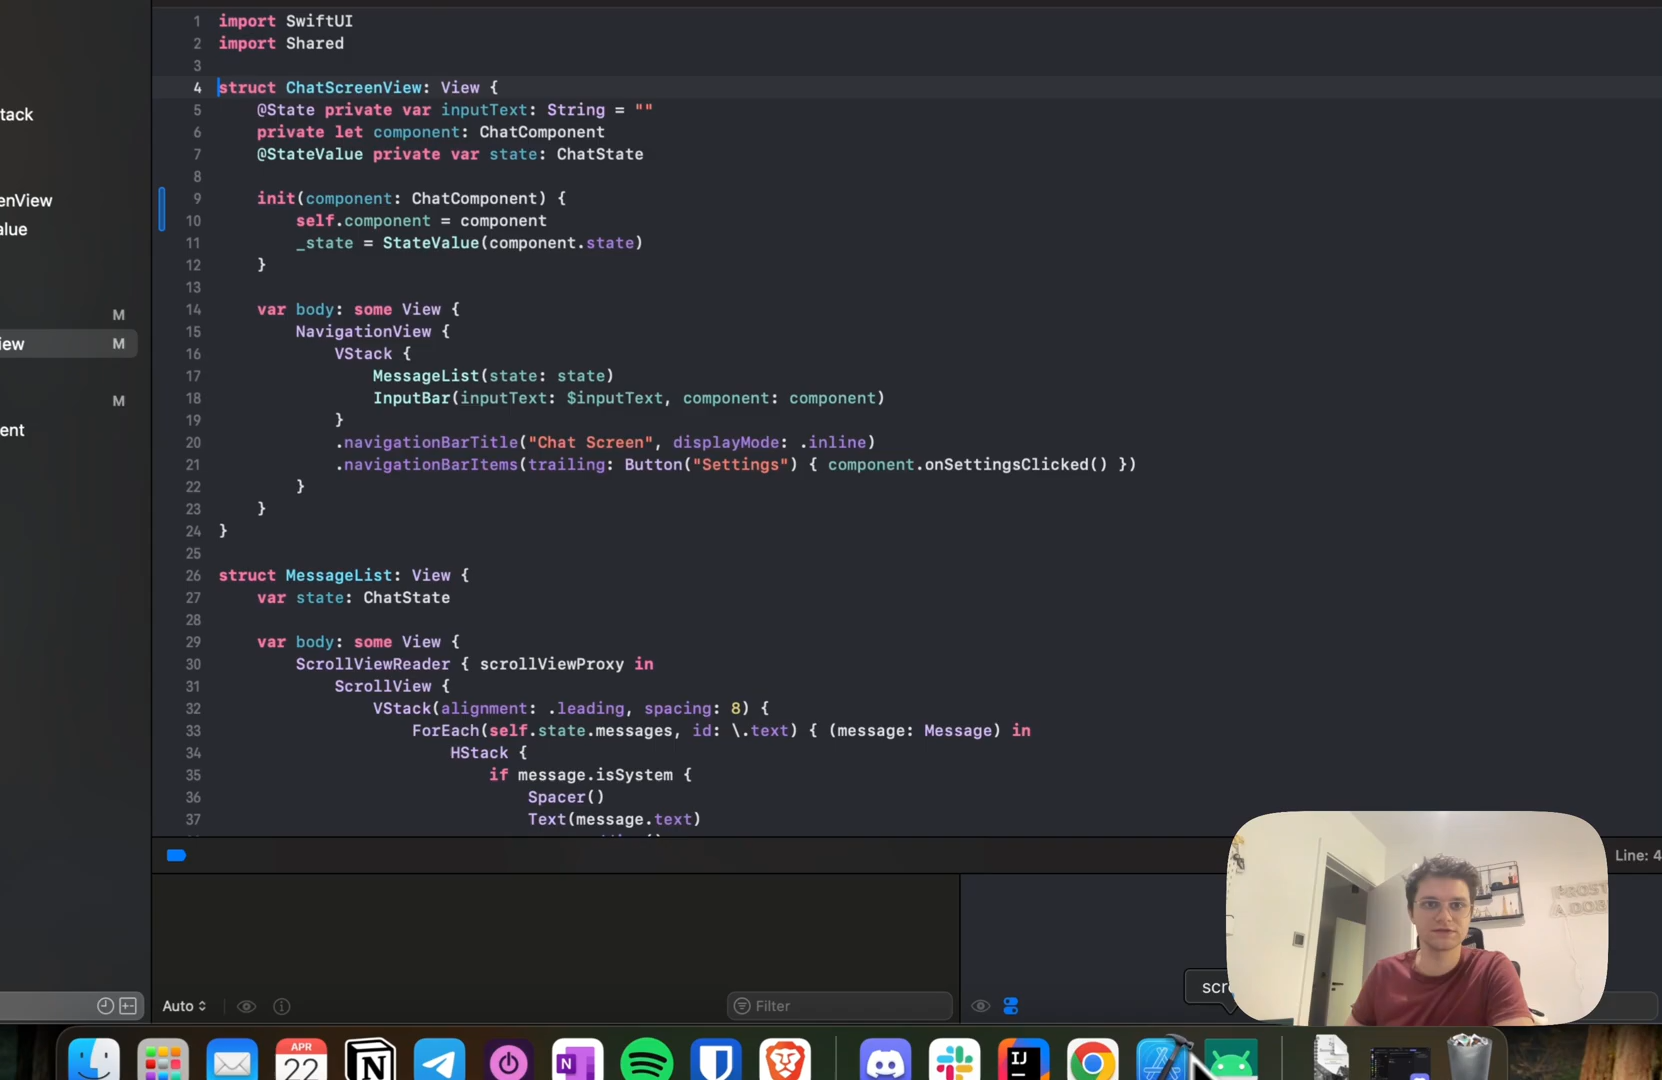 1 import SwiftUI
2 import Shared
3
4 struct ChatScreenView: View {
5 @State private var inputText: String = ""
6 private let component: ChatComponent
7 @StateValue private var state: ChatState
8
9 init(component: ChatComponent) {
10 self.component = component
11 _state = StateValue(component.state)
12 }
13
14 var body: some View {
15 NavigationView {
16 VStack {
17 MessageList(state: state)
18 InputBar(inputText: $inputText, component: component)
19 }
20 .navigationBarTitle("Chat Screen", displayMode: .inline)
21 .navigationBarItems(trailing: Button("Settings") { component.onSettingsClicked() })
22 }
23 }
24 }
25
26 struct MessageList: View {
27 var state: ChatState
28
29 var body: some View {
30 ScrollViewReader { scrollViewProxy in
31 ScrollView {
32 VStack(alignment: .leading, spacing: 8) {
33 ForEach(self.state.messages, id: \.text) { (message: Message) in
34 HStack {
35 if message.isSystem {
36 Spacer()
37 Text(message.text)
tack
enView
alue
M
iew M
M
ent
Line: 4
Auto
Filter
scr
APR
22
N
N
IJ